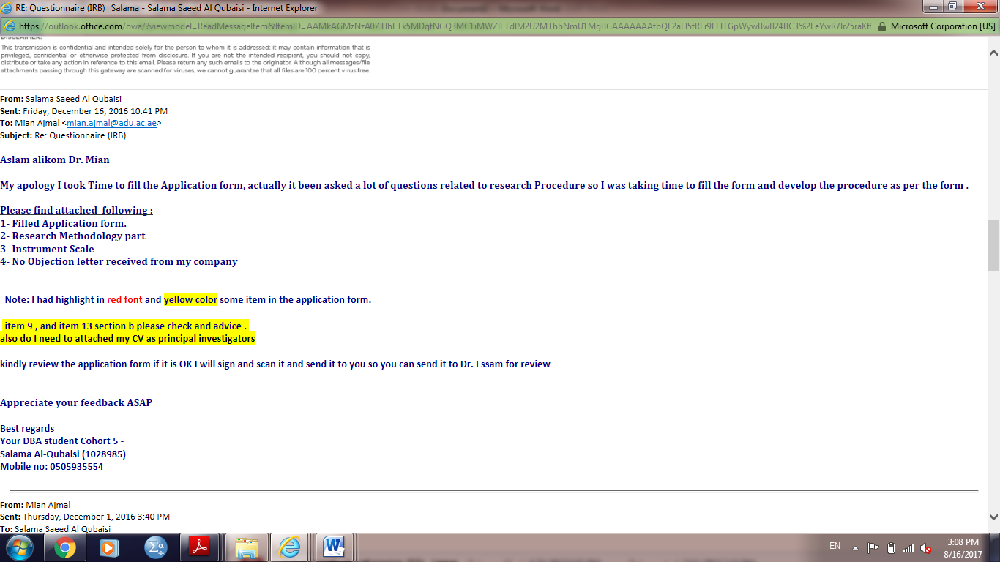 RE: Questionnaire (IRB) _Salama - Salama Saeed Al Qubaisi - Internet Explorer
https://outlook.office.com/owa/?viewmodel=ReadMessageItem&ItemID=
Microsoft Corporation [US]
DISCLAIMER:
This transmission is confidential and intended solely for the person to whom it is addressed; it may contain information that is
privileged, confidential or otherwise protected from disclosure. If you are not the intended recipient, you should not copy,
distribute or take any action in reference to this email. Please return any such emails to the originator. Although all messages/file
attachments passing through this gateway are scanned for viruses, we cannot guarantee that all files are 100 percent virus free.
From: Salama Saeed Al Qubaisi
Sent: Friday, December 16, 2016 10:41 PM
To: Mian Ajmal <mian.ajmal@adu.ac.ae>
Subject: Re: Questionnaire (IRB)
Aslam alikom Dr. Mian
My apology I took Time to fill the Application form, actually it been asked a lot of questions related to research Procedure so I was taking time to fill the form and develop the procedure as per the form .
Please find attached  following :
1- Filled Application form.
2- Research Methodology part
3- Instrument Scale
4- No Objection letter received from my company
Note: I had highlight in red font and yellow color some item in the application form.
item 9 , and item 13 section b please check and advice .
also do I need to attached my CV as principal investigators
kindly review the application form if it is OK I will sign and scan it and send it to you so you can send it to Dr. Essam for review
Appreciate your feedback ASAP
Best regards
Your DBA student Cohort 5 -
Salama Al-Qubaisi (1028985)
Mobile no: 0505935554
From: Mian Ajmal
Sent: Thursday, December 1, 2016 3:40 PM
To: Salama Saeed Al Qubaisi
EN
3:08 PM
8/16/2017